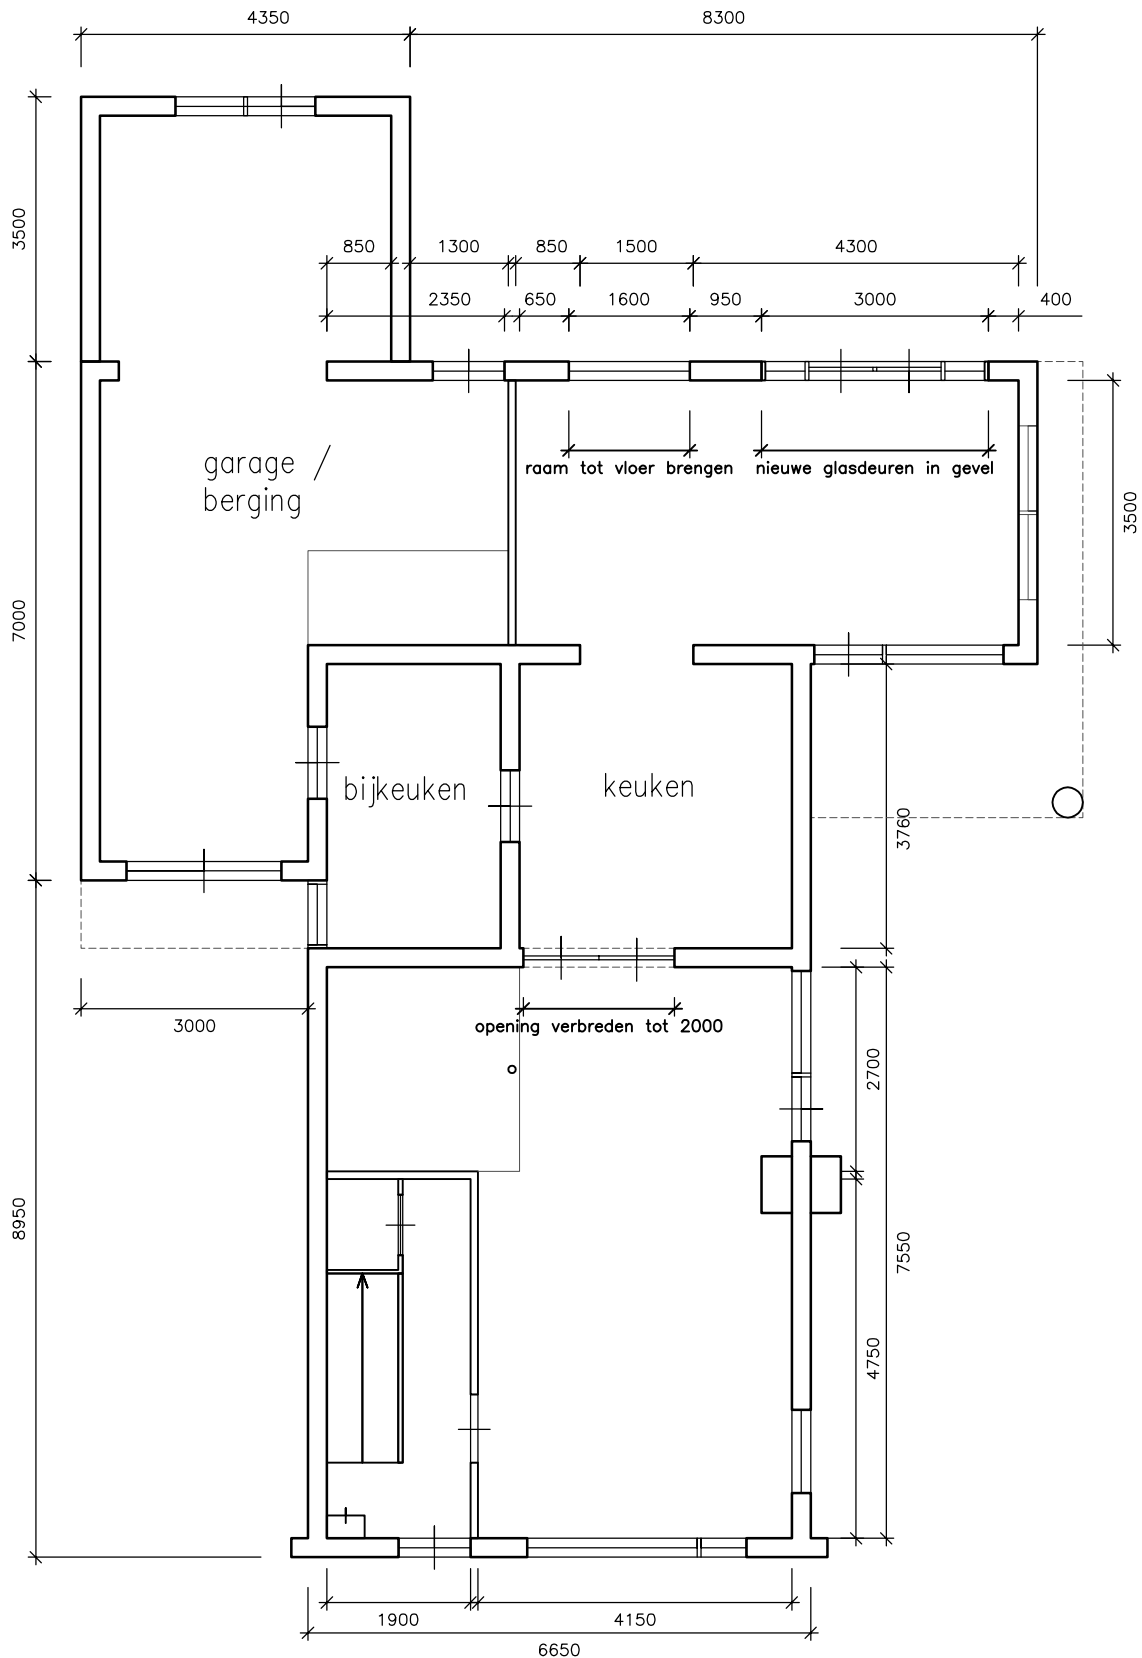 4350 8300
3500
850 1300 850 1500 4300
2350 650 1600 950 3000 400
garage /
berging
raam tot vloer brengen nieuwe glasdeuren in gevel
3500
7000
bijkeuken keuken
3760
3000
opening verbreden tot 2000
2700
8950
7550
4750
1900 4150
6650